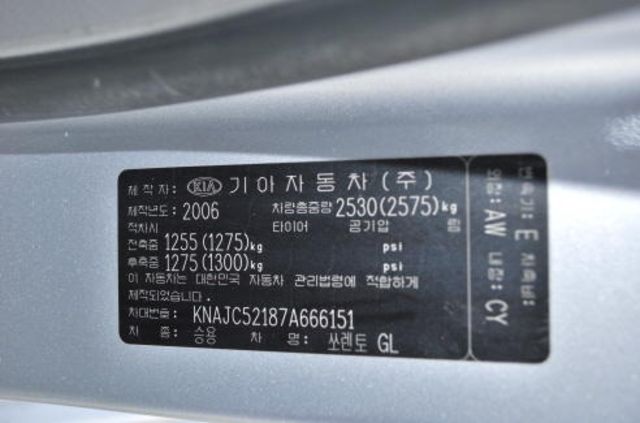 제작자: KIA 기아자동차(주)
제작년도: 2006 차량총중량 2530(2575)kg
적차시 타이어 공기압 림
전축중 1255(1275)kg psi
후축중 1275(1300)kg psi
이 자동차는 대한민국 자동차 관리법령에 적합하게
제작되었습니다.
차대번호: KNAJC52187A666151
차 종: 승용 차 명: 쏘렌토 GL
변속기: E 차축비:
외장: AW 내장: CY